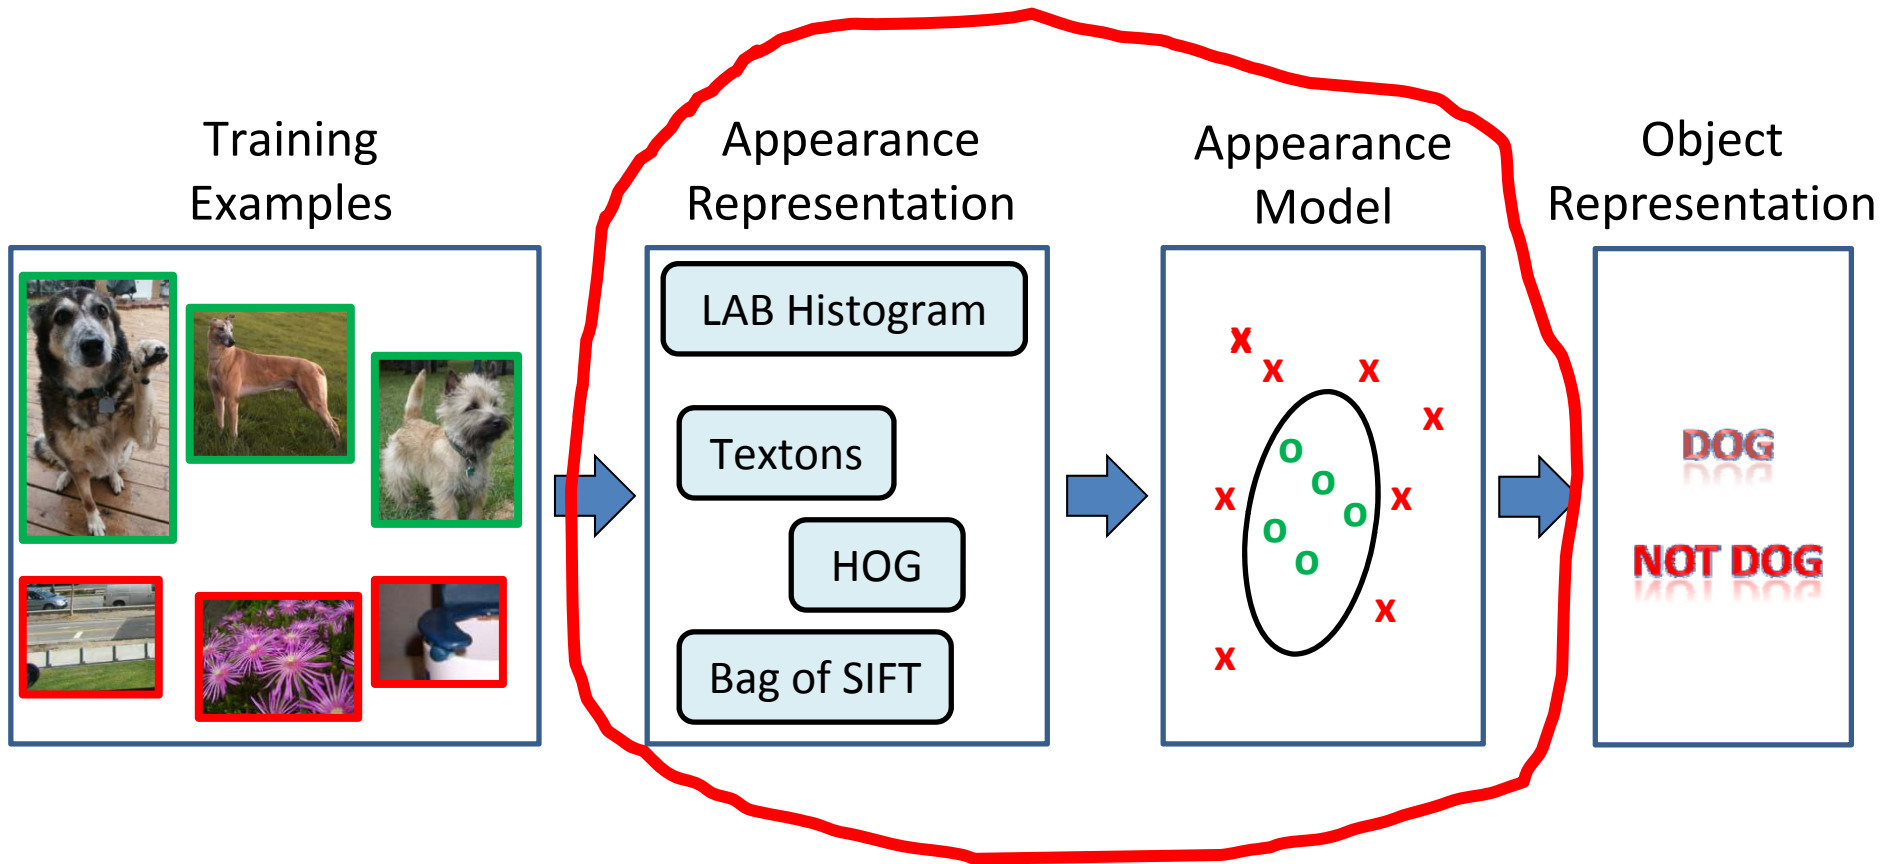 Training
Examples
Appearance
Representation
Appearance
Model
Object
Representation
LAB Histogram
Textons
HOG
Bag of SIFT
x
x
x
x
o
o
x
x
o
o
o
x
x
DOG
NOT DOG